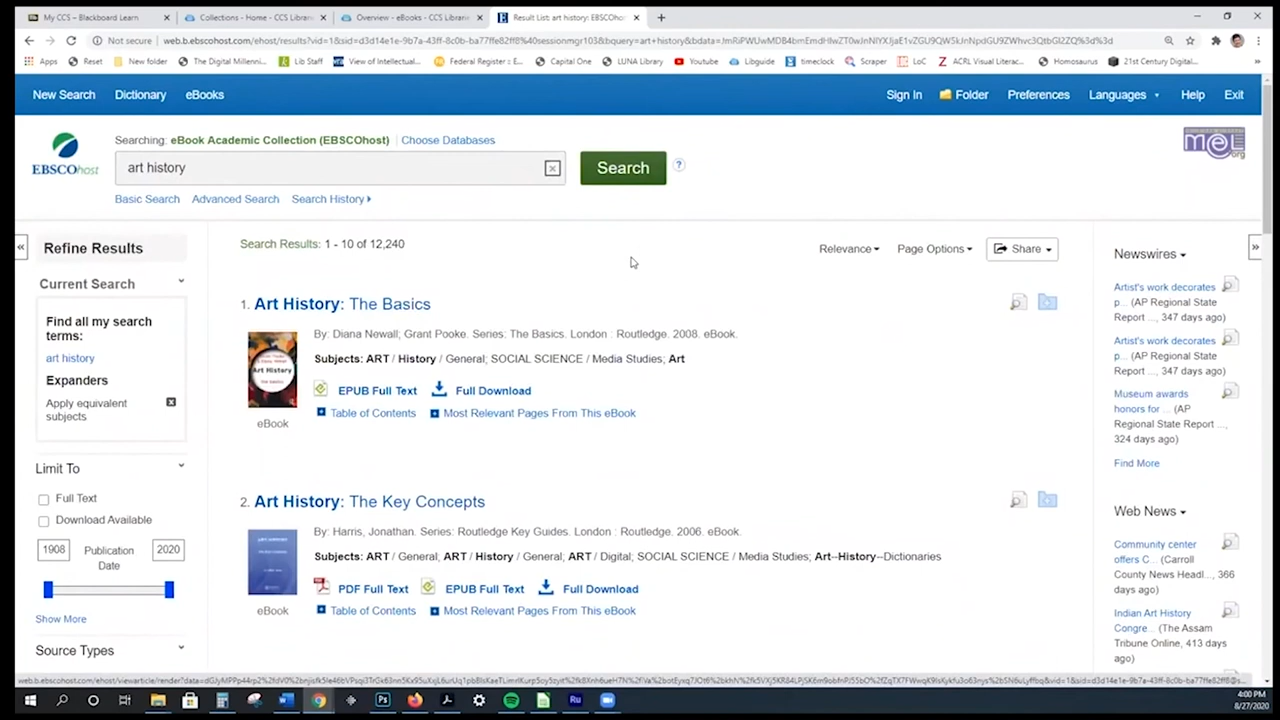 My CCS – Blackboard Learn
Collections - Home - CCS Librarie
Overview - eBooks - CCS Librarie
Result List: art history: EBSCOhos
Not secure
Apps
Reset
New folder
The Digital Millenni...
Lib Staff
View of Intellectual...
Federal Register :: E...
Capital One
LUNA Library
Youtube
Libguide
timeclock
Scraper
LoC
ACRL Visual Literac...
Homosaurus
21st Century Digital...
New Search Dictionary eBooks
Sign In Folder Preferences Languages Help Exit
Searching: eBook Academic Collection (EBSCOhost) Choose Databases
EBSCOhost
art history
Search
MeL.org
Basic Search Advanced Search Search History
Refine Results
Current Search
Find all my search
terms:
art history
Expanders
Apply equivalent
subjects
Limit To
Full Text
Download Available
1908 Publication Date 2020
Show More
Source Types
Search Results: 1 - 10 of 12,240
Relevance Page Options Share
1. Art History: The Basics
By: Diana Newall; Grant Pooke. Series: The Basics. London : Routledge. 2008. eBook.
Subjects: ART / History / General; SOCIAL SCIENCE / Media Studies; Art
EPUB Full Text Full Download
Table of Contents Most Relevant Pages From This eBook
eBook
2. Art History: The Key Concepts
By: Harris, Jonathan. Series: Routledge Key Guides. London : Routledge. 2006. eBook.
Subjects: ART / General; ART / History / General; ART / Digital; SOCIAL SCIENCE / Media Studies; Art--History--Dictionaries
PDF Full Text EPUB Full Text Full Download
Table of Contents Most Relevant Pages From This eBook
eBook
Newswires
Artist's work decorates
p... (AP Regional State
Report ..., 347 days ago)
Artist's work decorates
p... (AP Regional State
Report ..., 347 days ago)
Museum awards
honors for ... (AP
Regional State Report ...,
324 days ago)
Find More
Web News
Community center
offers C... (Carroll
County News Headl..., 366
days ago)
Indian Art History
Congre... (The Assam
Tribune Online, 413 days
ago)
4:00 PM
8/27/2020